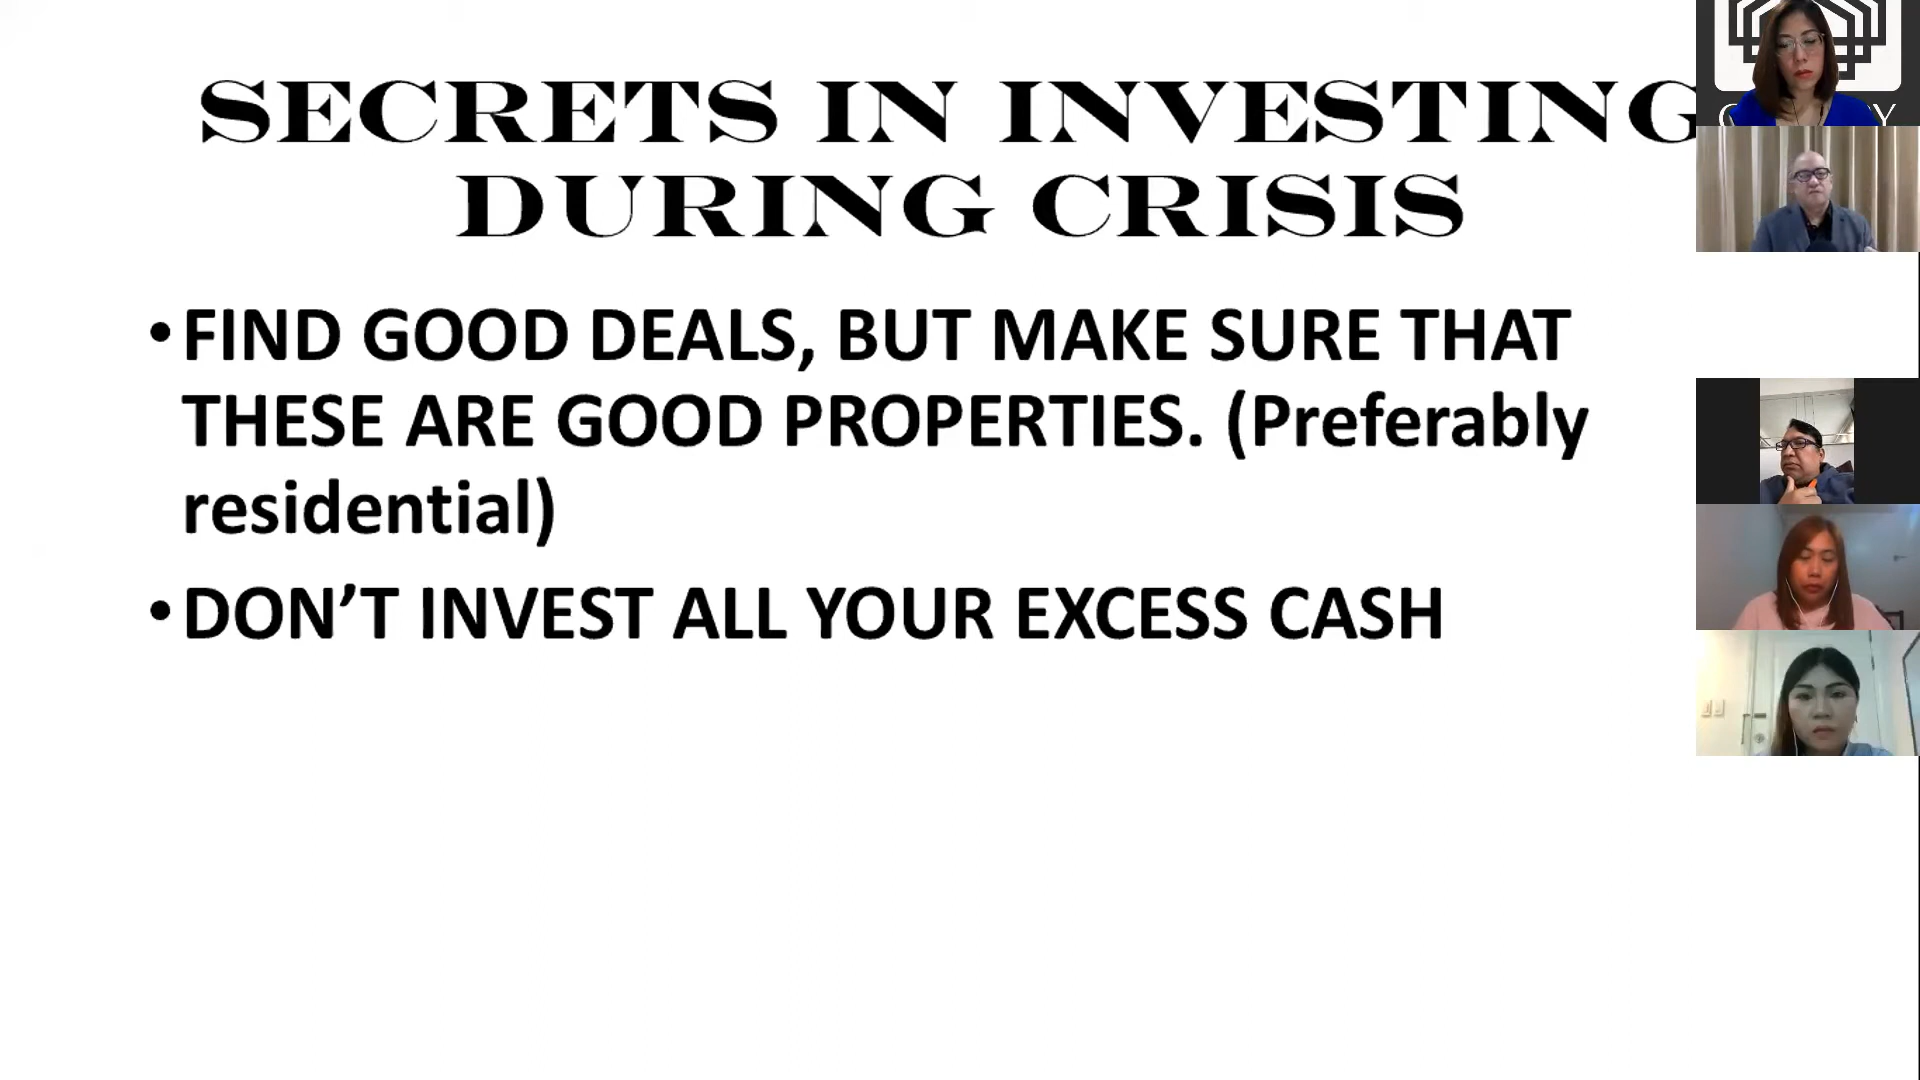 SECRETS IN INVESTING
DURING CRISIS
•FIND GOOD DEALS, BUT MAKE SURE THAT
THESE ARE GOOD PROPERTIES. (Preferably
residential)
•DON’T INVEST ALL YOUR EXCESS CASH